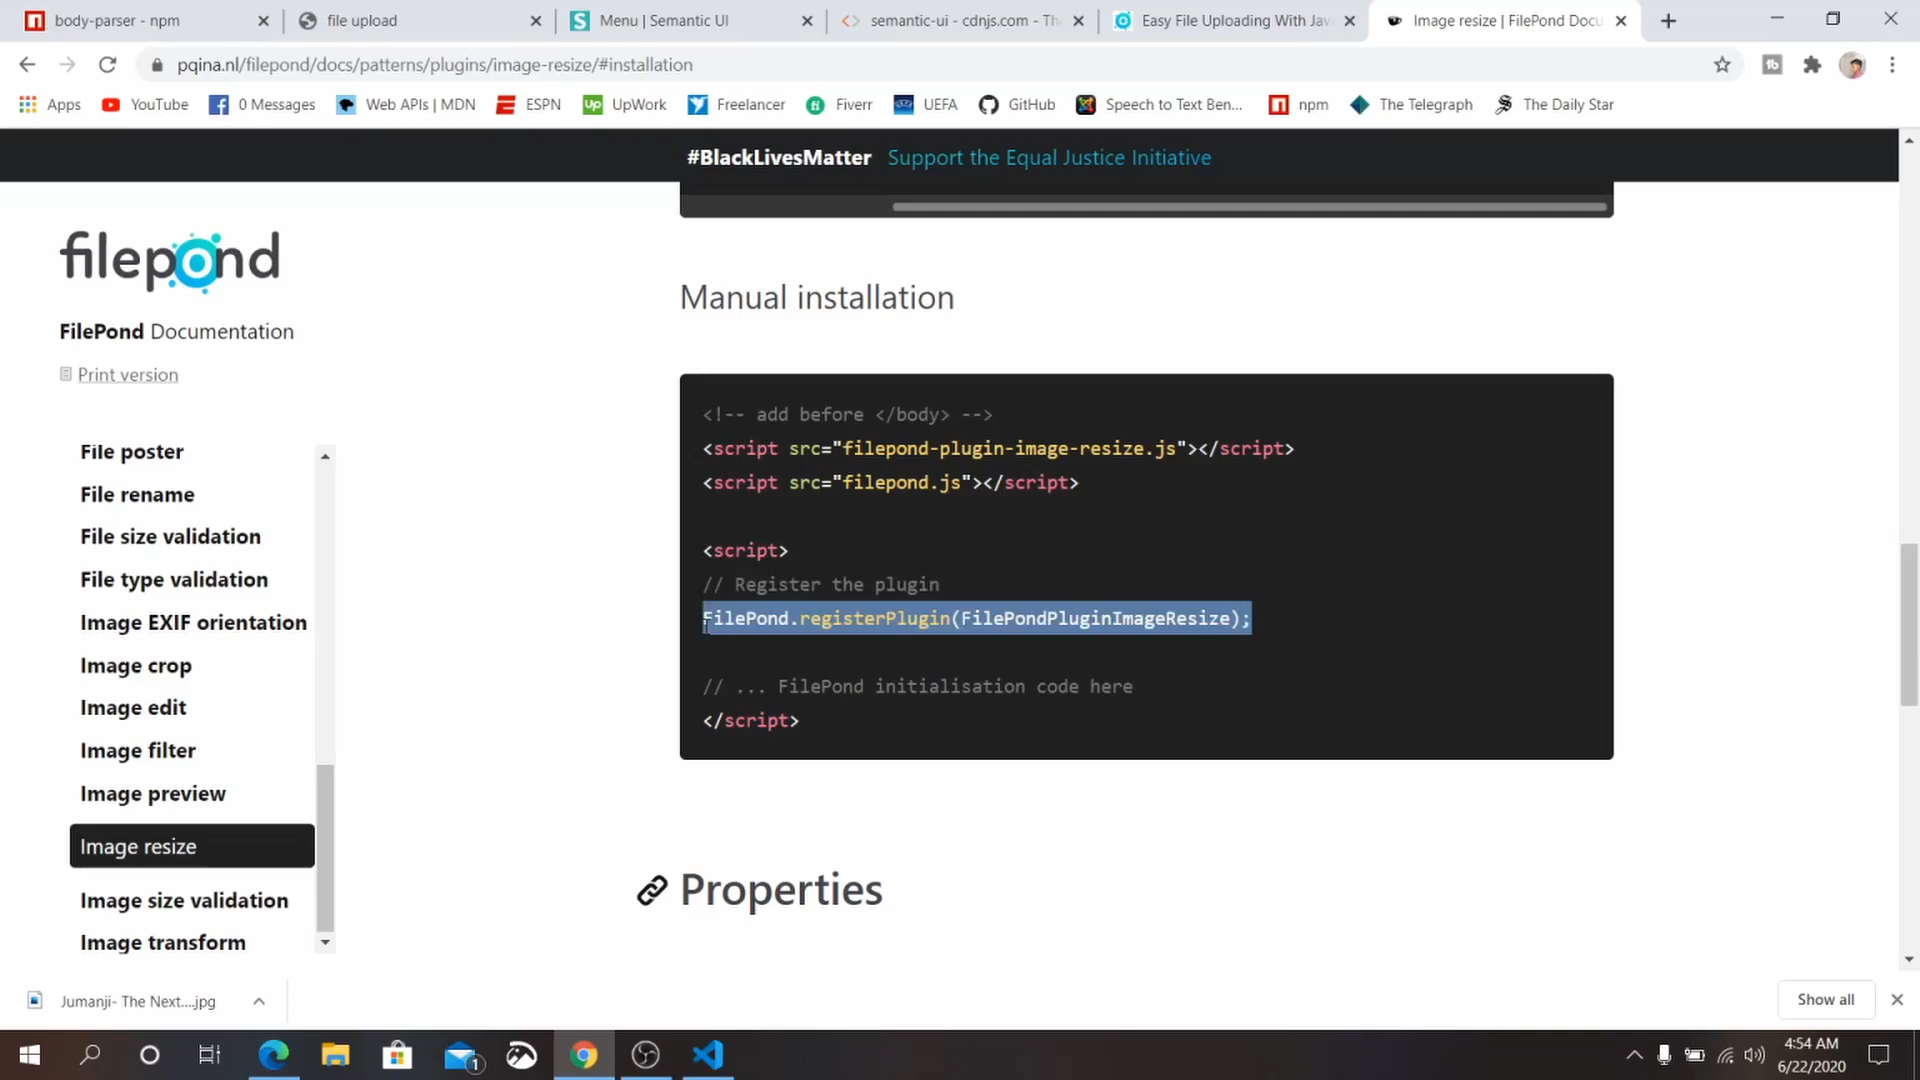 body-parser - npm
file upload
Menu | Semantic UI
semantic-ui - cdnjs.com - Th
Easy File Uploading With Jav
Image resize | FilePond Docu
pqina.nl/filepond/docs/patterns/plugins/image-resize/#installation
Apps
YouTube
0 Messages
Web APIs | MDN
ESPN
UpWork
Freelancer
Fiverr
UEFA
GitHub
Speech to Text Ben...
npm
The Telegraph
The Daily Star
#BlackLivesMatter Support the Equal Justice Initiative
filepond
FilePond Documentation
Print version
File poster
File rename
File size validation
File type validation
Image EXIF orientation
Image crop
Image edit
Image filter
Image preview
Image resize
Image size validation
Image transform
Manual installation
<!-- add before </body> -->
<script src="filepond-plugin-image-resize.js"></script>
<script src="filepond.js"></script>
<script>
// Register the plugin
FilePond.registerPlugin(FilePondPluginImageResize);
// ... FilePond initialisation code here
</script>
Properties
Jumanji- The Next....jpg
Show all
1
4:54 AM
6/22/2020